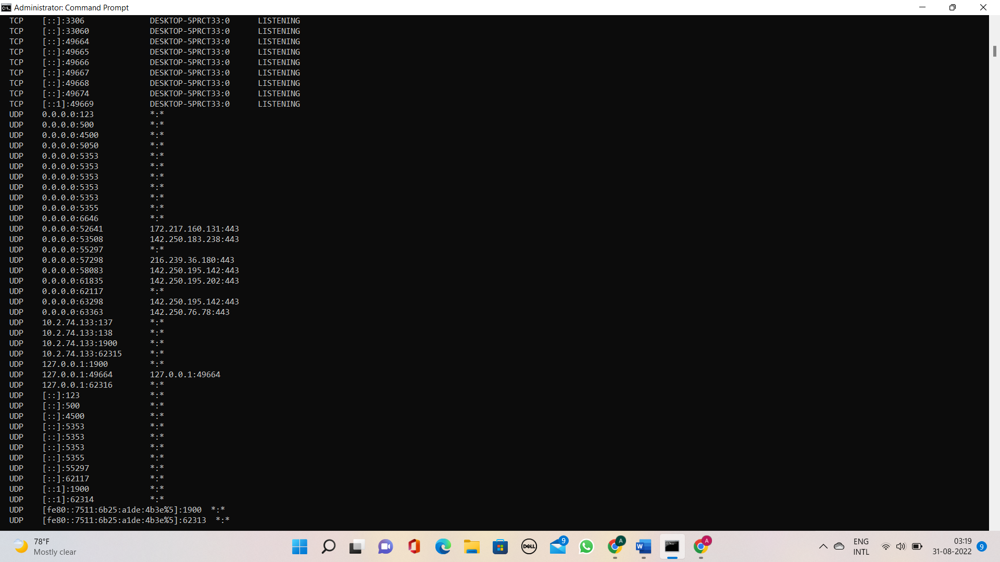 Administrator: Command Prompt
TCP    [::]:3306              DESKTOP-5PRCT33:0      LISTENING
TCP    [::]:33060             DESKTOP-5PRCT33:0      LISTENING
TCP    [::]:49664             DESKTOP-5PRCT33:0      LISTENING
TCP    [::]:49665             DESKTOP-5PRCT33:0      LISTENING
TCP    [::]:49666             DESKTOP-5PRCT33:0      LISTENING
TCP    [::]:49667             DESKTOP-5PRCT33:0      LISTENING
TCP    [::]:49668             DESKTOP-5PRCT33:0      LISTENING
TCP    [::]:49674             DESKTOP-5PRCT33:0      LISTENING
TCP    [::1]:49669            DESKTOP-5PRCT33:0      LISTENING
UDP    0.0.0.0:123            *:*
UDP    0.0.0.0:500            *:*
UDP    0.0.0.0:4500           *:*
UDP    0.0.0.0:5050           *:*
UDP    0.0.0.0:5353           *:*
UDP    0.0.0.0:5353           *:*
UDP    0.0.0.0:5353           *:*
UDP    0.0.0.0:5353           *:*
UDP    0.0.0.0:5353           *:*
UDP    0.0.0.0:5355           *:*
UDP    0.0.0.0:6646           *:*
UDP    0.0.0.0:52641          172.217.160.131:443
UDP    0.0.0.0:53508          142.250.183.238:443
UDP    0.0.0.0:55297          *:*
UDP    0.0.0.0:57298          216.239.36.180:443
UDP    0.0.0.0:58083          142.250.195.142:443
UDP    0.0.0.0:61835          142.250.195.202:443
UDP    0.0.0.0:62117          *:*
UDP    0.0.0.0:63298          142.250.195.142:443
UDP    0.0.0.0:63363          142.250.76.78:443
UDP    10.2.74.133:137        *:*
UDP    10.2.74.133:138        *:*
UDP    10.2.74.133:1900       *:*
UDP    10.2.74.133:62315      *:*
UDP    127.0.0.1:1900         *:*
UDP    127.0.0.1:49664        127.0.0.1:49664
UDP    127.0.0.1:62316        *:*
UDP    [::]:123               *:*
UDP    [::]:500               *:*
UDP    [::]:4500              *:*
UDP    [::]:5353              *:*
UDP    [::]:5353              *:*
UDP    [::]:5353              *:*
UDP    [::]:5355              *:*
UDP    [::]:55297             *:*
UDP    [::]:62117             *:*
UDP    [::1]:1900             *:*
UDP    [::1]:62314            *:*
UDP    [fe80::7511:6b25:a1de:4b3e%5]:1900  *:*
UDP    [fe80::7511:6b25:a1de:4b3e%5]:62313  *:*
78°F
Mostly clear
DELL
9
A
W
A
ENG
INTL
03:19
31-08-2022
9